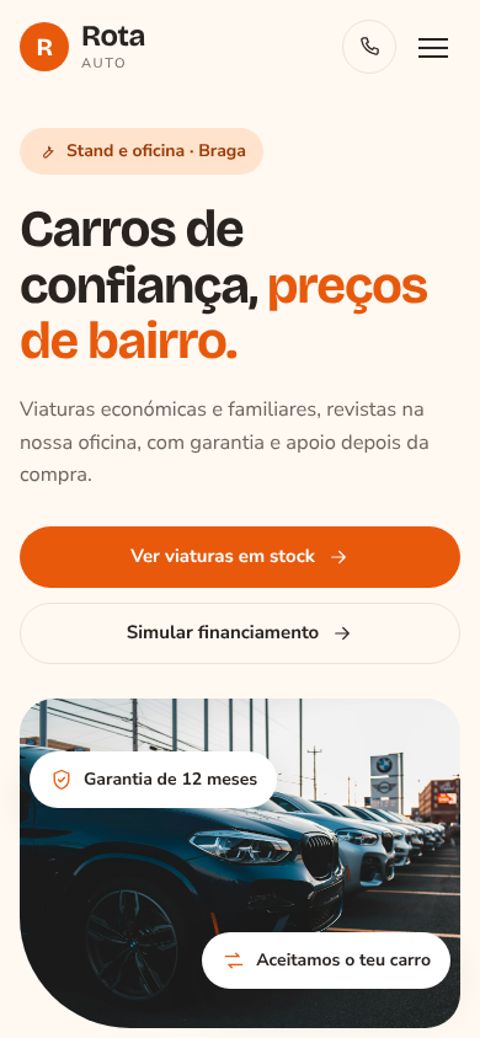 R
Rota
AUTO
Stand e oficina · Braga
Carros de
confiança, preços
de bairro.
Viaturas económicas e familiares, revistas na
nossa oficina, com garantia e apoio depois da
compra.
Ver viaturas em stock
Simular financiamento
Garantia de 12 meses
Aceitamos o teu carro